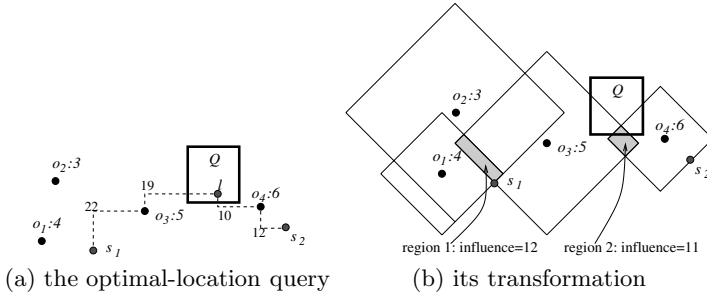 Q
o₂:3
19
l
o₄:6
22
10
o₁:4
o₃:5
12
s₂
s₁
(a) the optimal-location query
Q
o₂:3
o₄:6
o₁:4
o₃:5
s₂
s₁
region 1: influence=12
region 2: influence=11
(b) its transformation